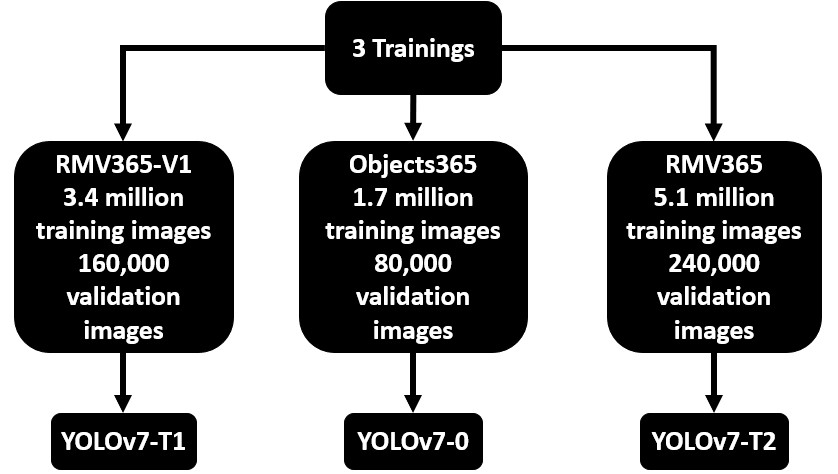 3 Trainings
RMV365-V1
3.4 million
training images
160,000
validation
images
Objects365
1.7 million
training images
80,000
validation
images
RMV365
5.1 million
training images
240,000
validation
images
YOLOv7-T1
YOLOv7-0
YOLOv7-T2